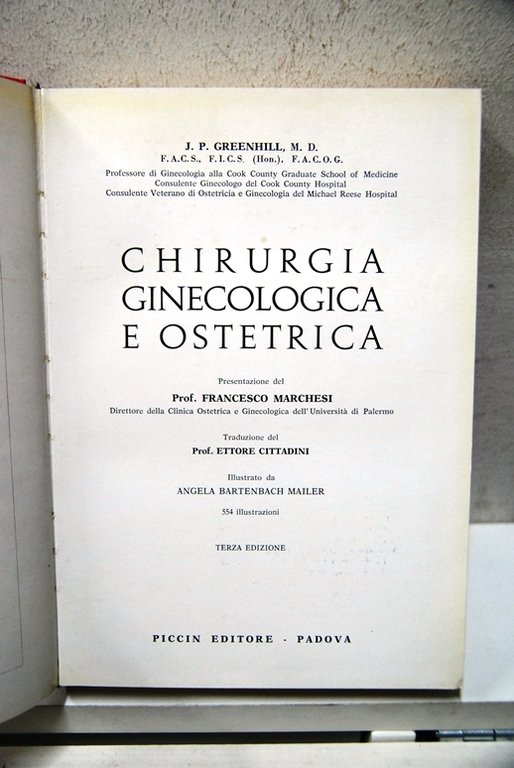 J. P. GREENHILL, M. D.
F. A. C. S., F. I. C. S. (Hon.), F. A. C. O. G.
Professore di Ginecologia alla Cook County Graduate School of Medicine
Consulente Ginecologo del Cook County Hospital
Consulente Veterano di Ostetricia e Ginecologia del Michael Reese Hospital
CHIRURGIA
GINECOLOGICA
E OSTETRICA
Presentazione del
Prof. FRANCESCO MARCHESI
Direttore della Clinica Ostetrica e Ginecologica dell'Università di Palermo
Traduzione del
Prof. ETTORE CITTADINI
Illustrato da
ANGELA BARTENBACH MAILER
554 illustrazioni
TERZA EDIZIONE
PICCIN EDITORE - PADOVA